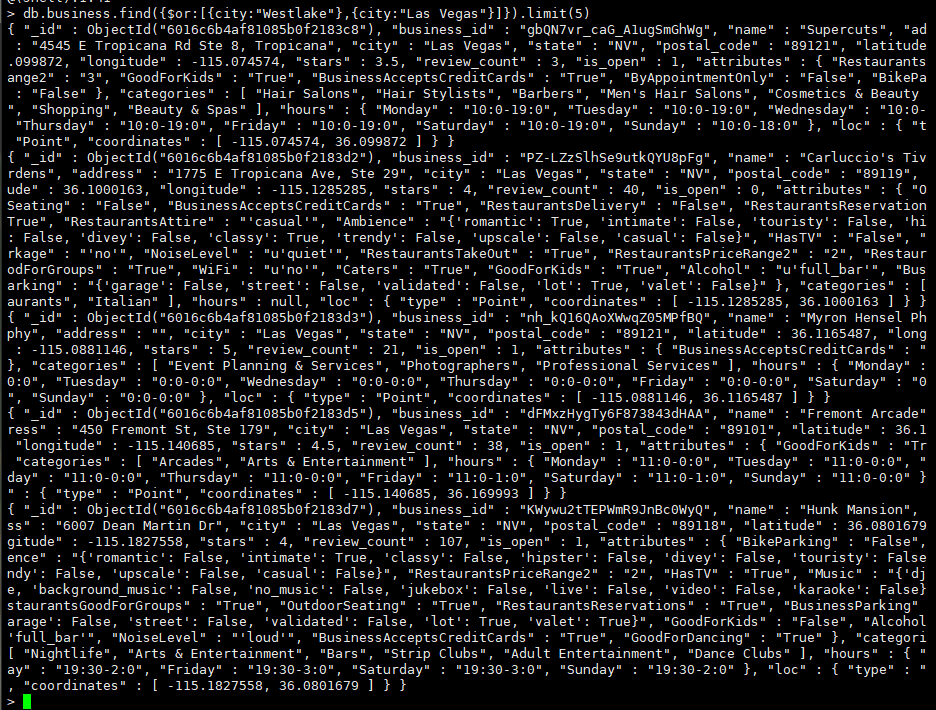 > db.business.find({$or:[{city:"Westlake"},{city:"Las Vegas"}]}).limit(5)
{ "_id" : ObjectId("6016c6b4af81085b0f2183c8"), "business_id" : "gbQN7vr_caG_A1ugSmGhWg", "name" : "Supercuts", "ad
: "4545 E Tropicana Rd Ste 8, Tropicana", "city" : "Las Vegas", "state" : "NV", "postal_code" : "89121", "latitude
.099872, "longitude" : -115.074574, "stars" : 3.5, "review_count" : 3, "is_open" : 1, "attributes" : { "Restaurants
ange2" : "3", "GoodForKids" : "True", "BusinessAcceptsCreditCards" : "True", "ByAppointmentOnly" : "False", "BikePa
: "False" }, "categories" : [ "Hair Salons", "Hair Stylists", "Barbers", "Men's Hair Salons", "Cosmetics & Beauty
", "Shopping", "Beauty & Spas" ], "hours" : { "Monday" : "10:0-19:0", "Tuesday" : "10:0-19:0", "Wednesday" : "10:0-
"Thursday" : "10:0-19:0", "Friday" : "10:0-19:0", "Saturday" : "10:0-19:0", "Sunday" : "10:0-18:0" }, "loc" : { "t
"Point", "coordinates" : [ -115.074574, 36.099872 ] } }
{ "_id" : ObjectId("6016c6b4af81085b0f2183d2"), "business_id" : "PZ-LZzSlhSe9utkQYU8pFg", "name" : "Carluccio's Tiv
rdens", "address" : "1775 E Tropicana Ave, Ste 29", "city" : "Las Vegas", "state" : "NV", "postal_code" : "89119",
ude" : 36.1000163, "longitude" : -115.1285285, "stars" : 4, "review_count" : 40, "is_open" : 0, "attributes" : { "O
Seating" : "False", "BusinessAcceptsCreditCards" : "True", "RestaurantsDelivery" : "False", "RestaurantsReservation
True", "RestaurantsAttire" : "'casual'", "Ambience" : "{'romantic': True, 'intimate': False, 'touristy': False, 'hi
: False, 'divey': False, 'classy': True, 'trendy': False, 'upscale': False, 'casual': False}", "HasTV" : "False", "r
rkage" : "'no'", "NoiseLevel" : "u'quiet'", "RestaurantsTakeOut" : "True", "RestaurantsPriceRange2" : "2", "Restaur
odForGroups" : "True", "WiFi" : "u'no'", "Caters" : "True", "GoodForKids" : "True", "Alcohol" : "u'full_bar'", "Bus
arking" : "{'garage': False, 'street': False, 'validated': False, 'lot': True, 'valet': False}" }, "categories" : [
aurants", "Italian" ], "hours" : null, "loc" : { "type" : "Point", "coordinates" : [ -115.1285285, 36.1000163 ] } }
{ "_id" : ObjectId("6016c6b4af81085b0f2183d3"), "business_id" : "nh_kQ16QAoXWwqZ05MPfBQ", "name" : "Myron Hensel Ph
phy", "address" : "", "city" : "Las Vegas", "state" : "NV", "postal_code" : "89121", "latitude" : 36.1165487, "long
: -115.0881146, "stars" : 5, "review_count" : 21, "is_open" : 1, "attributes" : { "BusinessAcceptsCreditCards" : "
}, "categories" : [ "Event Planning & Services", "Photographers", "Professional Services" ], "hours" : { "Monday" :
0:0", "Tuesday" : "0:0-0:0", "Wednesday" : "0:0-0:0", "Thursday" : "0:0-0:0", "Friday" : "0:0-0:0", "Saturday" : "0
", "Sunday" : "0:0-0:0" }, "loc" : { "type" : "Point", "coordinates" : [ -115.0881146, 36.1165487 ] } }
{ "_id" : ObjectId("6016c6b4af81085b0f2183d5"), "business_id" : "dFMxzHygTy6F873843dHAA", "name" : "Fremont Arcade"
ress" : "450 Fremont St, Ste 179", "city" : "Las Vegas", "state" : "NV", "postal_code" : "89101", "latitude" : 36.1
longitude" : -115.140685, "stars" : 4.5, "review_count" : 38, "is_open" : 1, "attributes" : { "GoodForKids" : "Tr
"categories" : [ "Arcades", "Arts & Entertainment" ], "hours" : { "Monday" : "11:0-0:0", "Tuesday" : "11:0-0:0", "
day" : "11:0-0:0", "Thursday" : "11:0-0:0", "Friday" : "11:0-1:0", "Saturday" : "11:0-1:0", "Sunday" : "11:0-0:0" }
" : { "type" : "Point", "coordinates" : [ -115.140685, 36.169993 ] } }
{ "_id" : ObjectId("6016c6b4af81085b0f2183d7"), "business_id" : "KWywu2tTEPWmR9JnBc0WyQ", "name" : "Hunk Mansion",
ss" : "6007 Dean Martin Dr", "city" : "Las Vegas", "state" : "NV", "postal_code" : "89118", "latitude" : 36.0801679
gitude" : -115.1827558, "stars" : 4, "review_count" : 107, "is_open" : 1, "attributes" : { "BikeParking" : "False",
ence" : "{'romantic': False, 'intimate': True, 'classy': False, 'hipster': False, 'divey': False, 'touristy': False
ndy': False, 'upscale': False, 'casual': False}", "RestaurantsPriceRange2" : "2", "HasTV" : "True", "Music" : "{'dj
e, 'background_music': False, 'no_music': False, 'jukebox': False, 'live': False, 'video': False, 'karaoke': False}
staurantsGoodForGroups" : "True", "OutdoorSeating" : "True", "RestaurantsReservations" : "True", "BusinessParking"
arage': False, 'street': False, 'validated': False, 'lot': True, 'valet': True}", "GoodForKids" : "False", "Alcohol
'full_bar'", "NoiseLevel" : "'loud'", "BusinessAcceptsCreditCards" : "True", "GoodForDancing" : "True" }, "categori
[ "Nightlife", "Arts & Entertainment", "Bars", "Strip Clubs", "Adult Entertainment", "Dance Clubs" ], "hours" : { "
ay" : "19:30-2:0", "Friday" : "19:30-3:0", "Saturday" : "19:30-3:0", "Sunday" : "19:30-2:0" }, "loc" : { "type" : "
, "coordinates" : [ -115.1827558, 36.0801679 ] } }
>